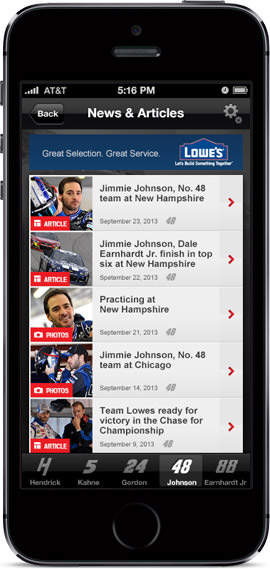 AT&T 5:16 PM
Back News & Articles
Great Selection. Great Service. LOWE'S
Let's Build Something Together
Jimmie Johnson, No. 48
team at New Hampshire
ARTICLE September 23, 2013 48
Jimmie Johnson, Dale
Earnhardt Jr. finish in top
six at New Hampshire
ARTICLE Spetember 22, 2013 48
Practicing at
New Hampshire
PHOTOS September 21, 2013 48
Jimmie Johnson, No. 48
team at Chicago
PHOTOS September 14, 2013 48
Team Lowes ready for
victory in the Chase for
Championship
ARTICLE September 9, 2013 48
H 5 24 48 88
Hendrick Kahne Gordon Johnson Earnhardt Jr